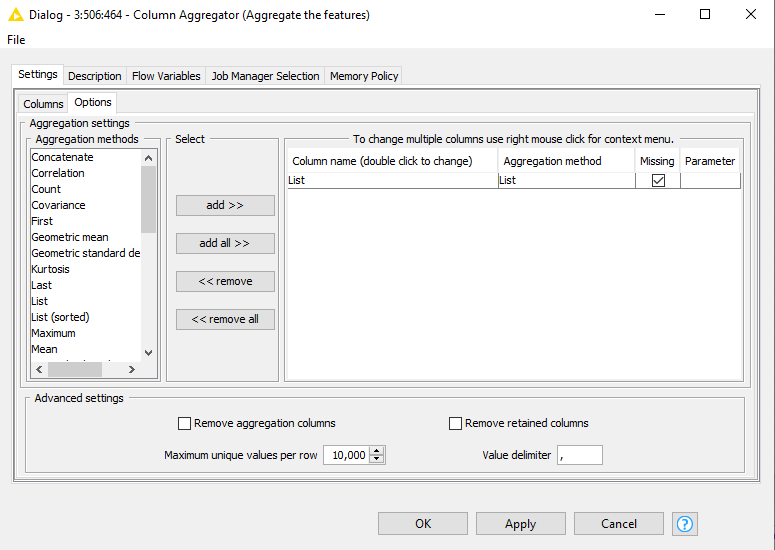 Dialog - 3:506:464 - Column Aggregator (Aggregate the features)
File
Settings Description Flow Variables Job Manager Selection Memory Policy
Columns Options
Aggregation settings
Aggregation methods
Concatenate
Correlation
Count
Covariance
First
Geometric mean
Geometric standard de
Kurtosis
Last
List
List (sorted)
Maximum
Mean
Select
add >>
add all >>
<< remove
<< remove all
To change multiple columns use right mouse click for context menu.
Column name (double click to change) Aggregation method Missing Parameter
List List
Advanced settings
Remove aggregation columns Remove retained columns
Maximum unique values per row 10,000 Value delimiter ,
OK Apply Cancel ?